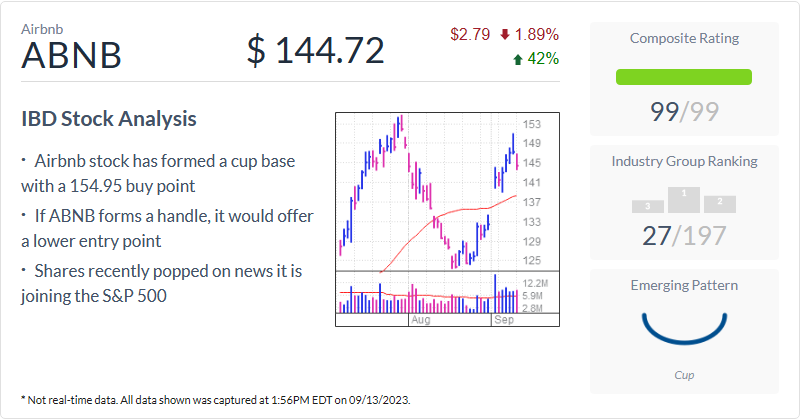 Airbnb
ABNB
$ 144.72
$2.79 1.89%
42%
IBD Stock Analysis
· Airbnb stock has formed a cup base
with a 154.95 buy point
· If ABNB forms a handle, it would offer
a lower entry point
· Shares recently popped on news it is
joining the S&P 500
153
149
145
141
137
133
129
125
12.2M
5.9M
2.8M
Aug
Sep
* Not real-time data. All data shown was captured at 1:56PM EDT on 09/13/2023.
Composite Rating
99/99
Industry Group Ranking
3 1 2
27/197
Emerging Pattern
Cup